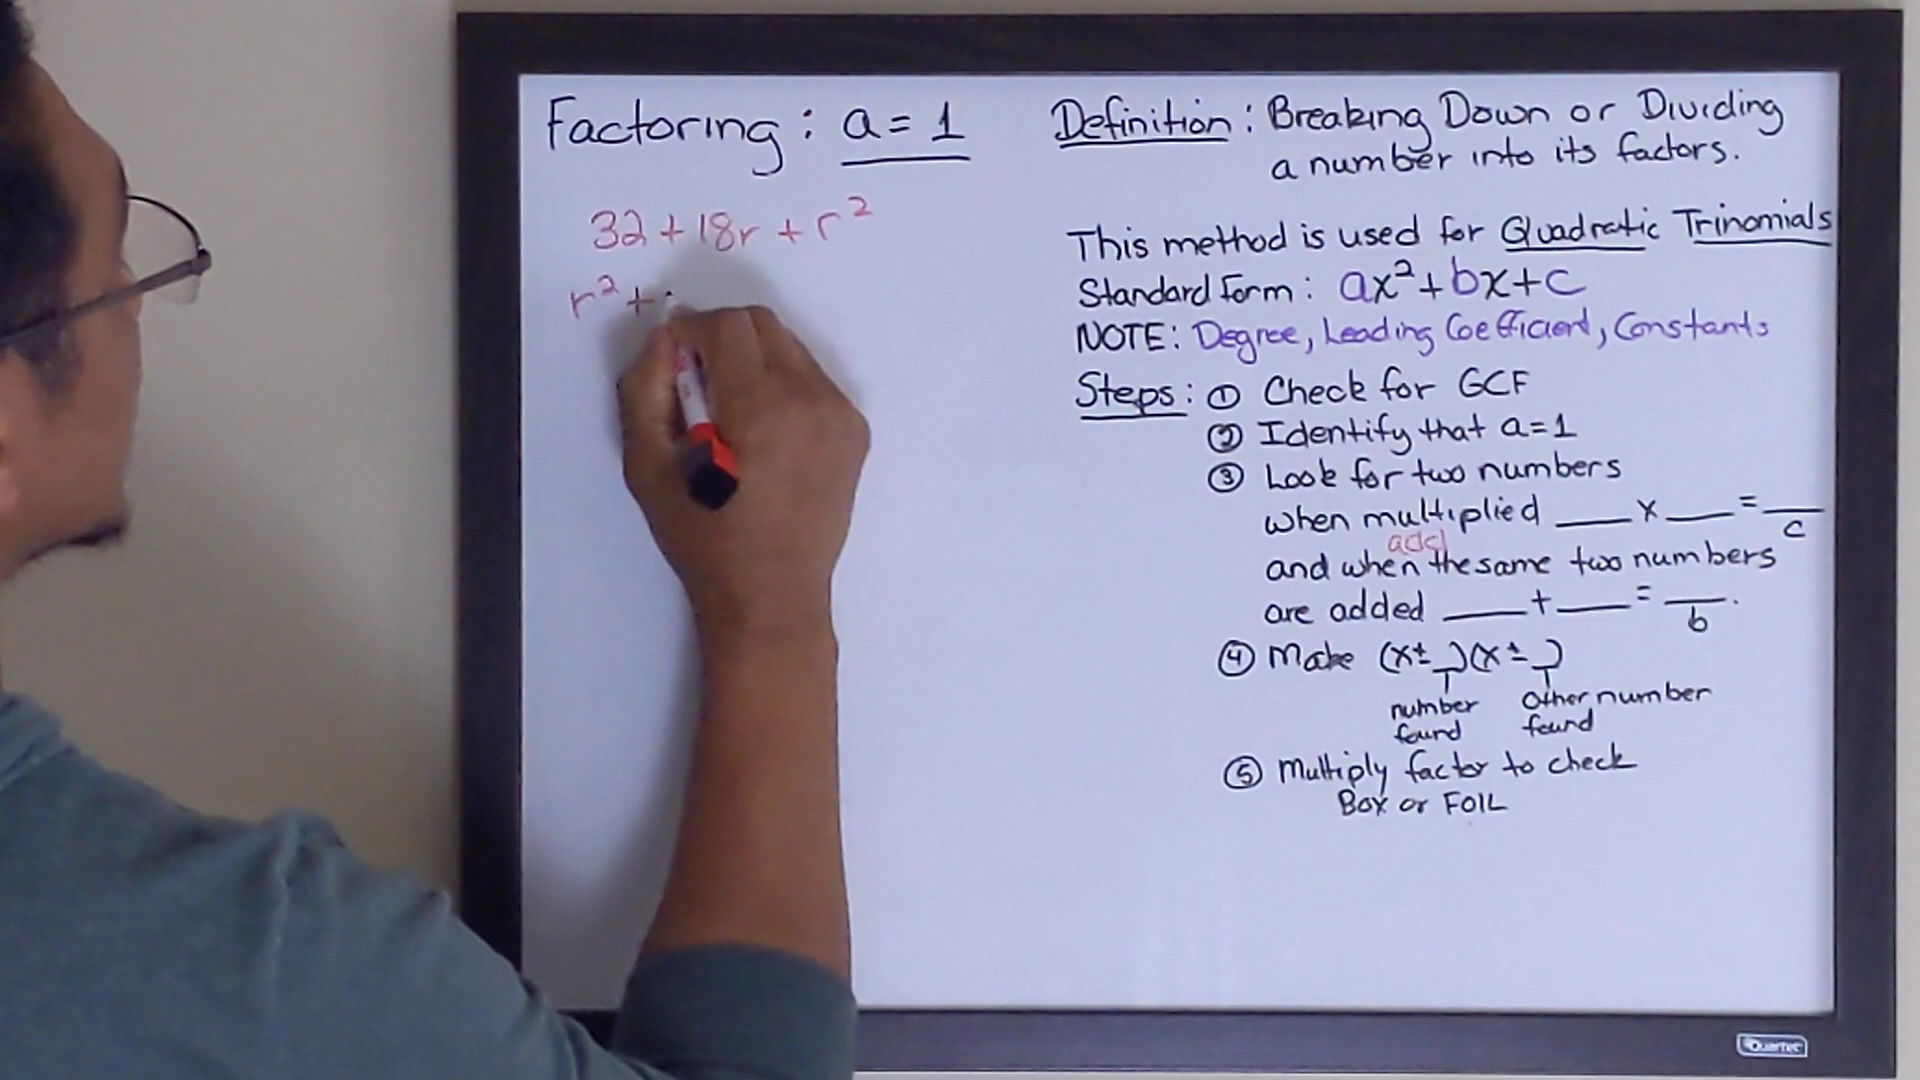 Factoring: a = 1
32 + 18r + r²
r² +
Definition: Breaking Down or Dividing
a number into its factors.
This method is used for Quadratic Trinomials
Standard Form: ax² + bx + c
NOTE: Degree, Leading Coefficient, Constants
Steps: ① Check for GCF
② Identify that a = 1
③ Look for two numbers
when multiplied ___ x ___ = ___
c
add
and when the same two numbers
are added ___ + ___ = ___.
b
④ Make (x ± _)(x ± _)
number found
Other number found
⑤ Multiply factor to check
Box or FOIL
Quartet